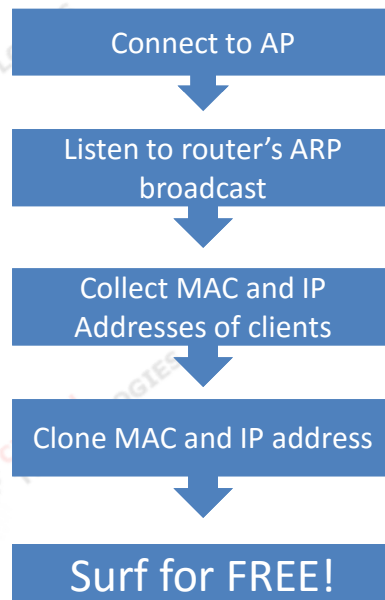 Connect to AP
Listen to router's ARP
broadcast
Collect MAC and IP
Addresses of clients
Clone MAC and IP address
Surf for FREE!